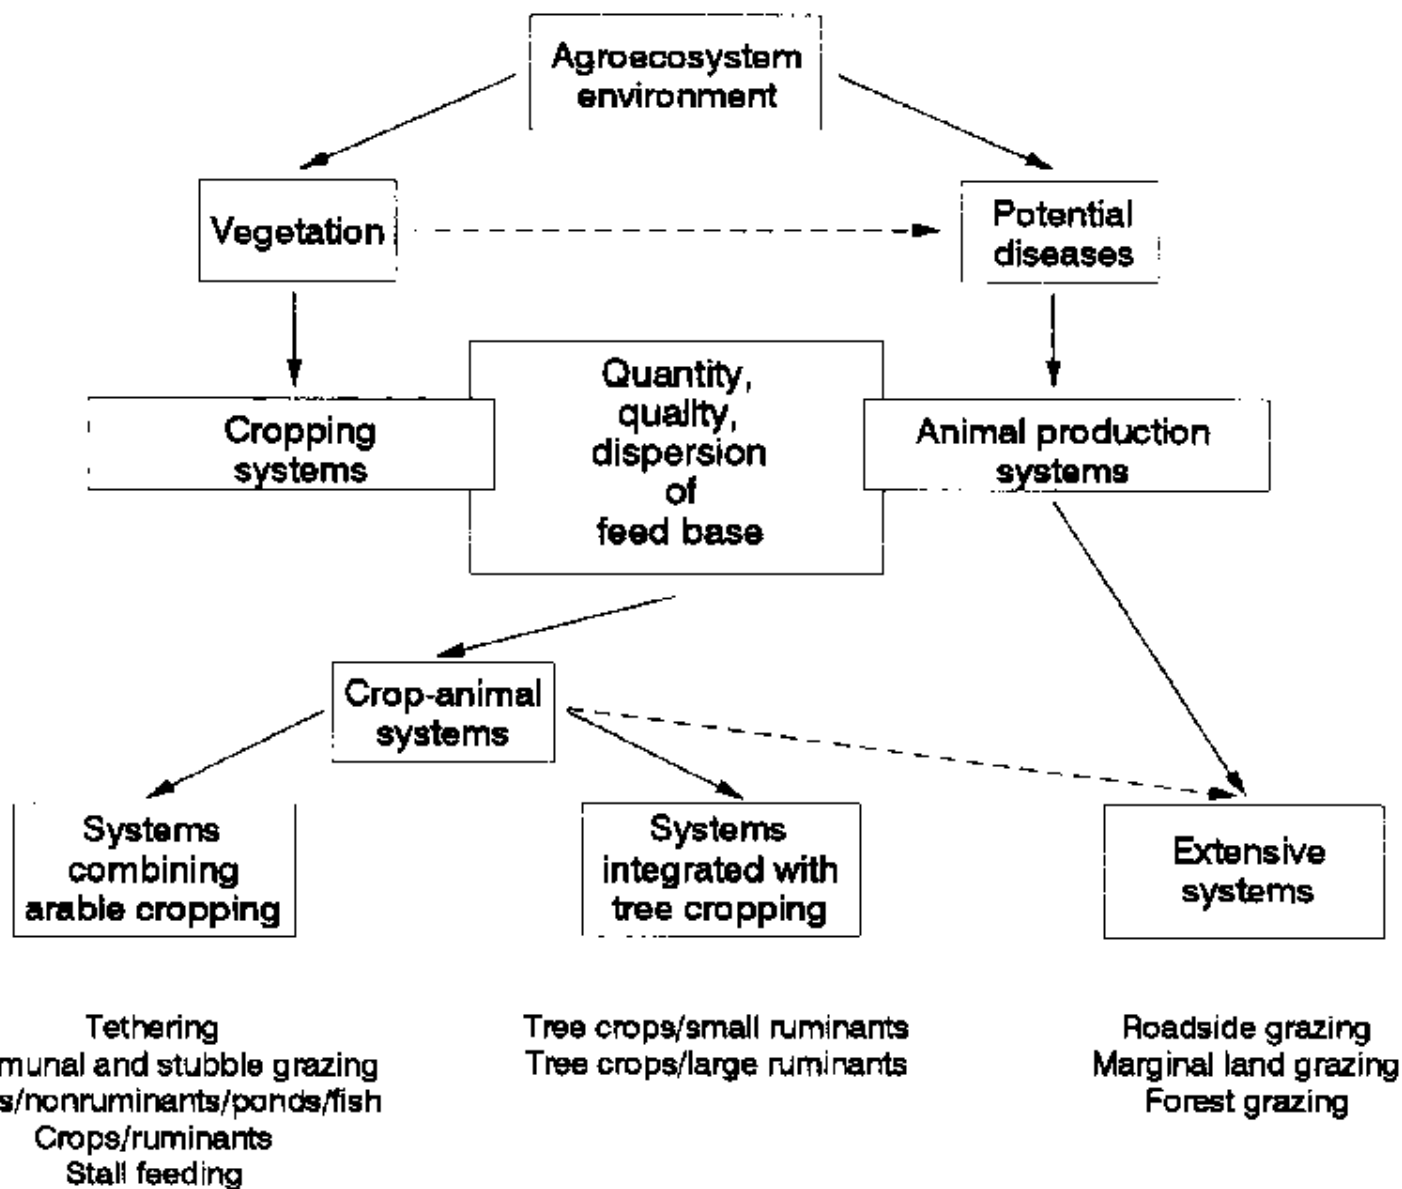 Agroecosystem
environment
Vegetation
Potential
diseases
Quantity,
quality,
dispersion
of
feed base
Cropping
systems
Animal production
systems
Crop-animal
systems
Systems
combining
arable cropping
Systems
integrated with
tree cropping
Extensive
systems
Tethering
munal and stubble grazing
s/nonruminants/ponds/fish
Crops/ruminants
Stall feeding
Tree crops/small ruminants
Tree crops/large ruminants
Roadside grazing
Marginal land grazing
Forest grazing